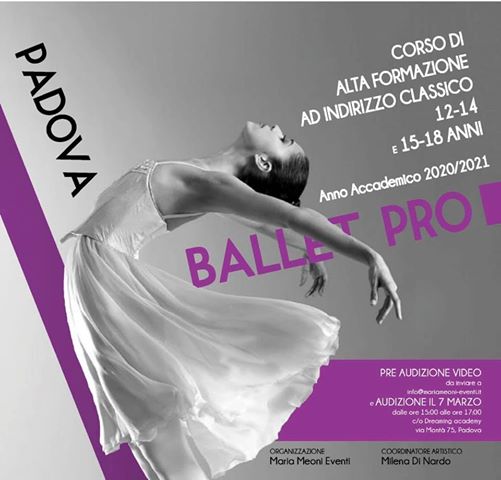 PADOVA
CORSO DI
ALTA FORMAZIONE
AD INDIRIZZO CLASSICO
12-14
E 15-18 ANNI
Anno Accademico 2020/2021
BALLET PRO
PRE AUDIZIONE VIDEO
da inviare a
info@mariameoni-eventi.it
e AUDIZIONE IL 7 MARZO
dalle ore 15:00 alle ore 17:00
c/o Dreaming academy
via Montà 75, Padova
ORGANIZZAZIONE
Maria Meoni Eventi
COORDINATORE ARTISTICO
Milena Di Nardo